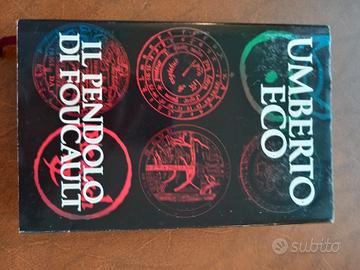 UMBERTO
ECO
IL PENDOLO
DI FOUCAULT
subito